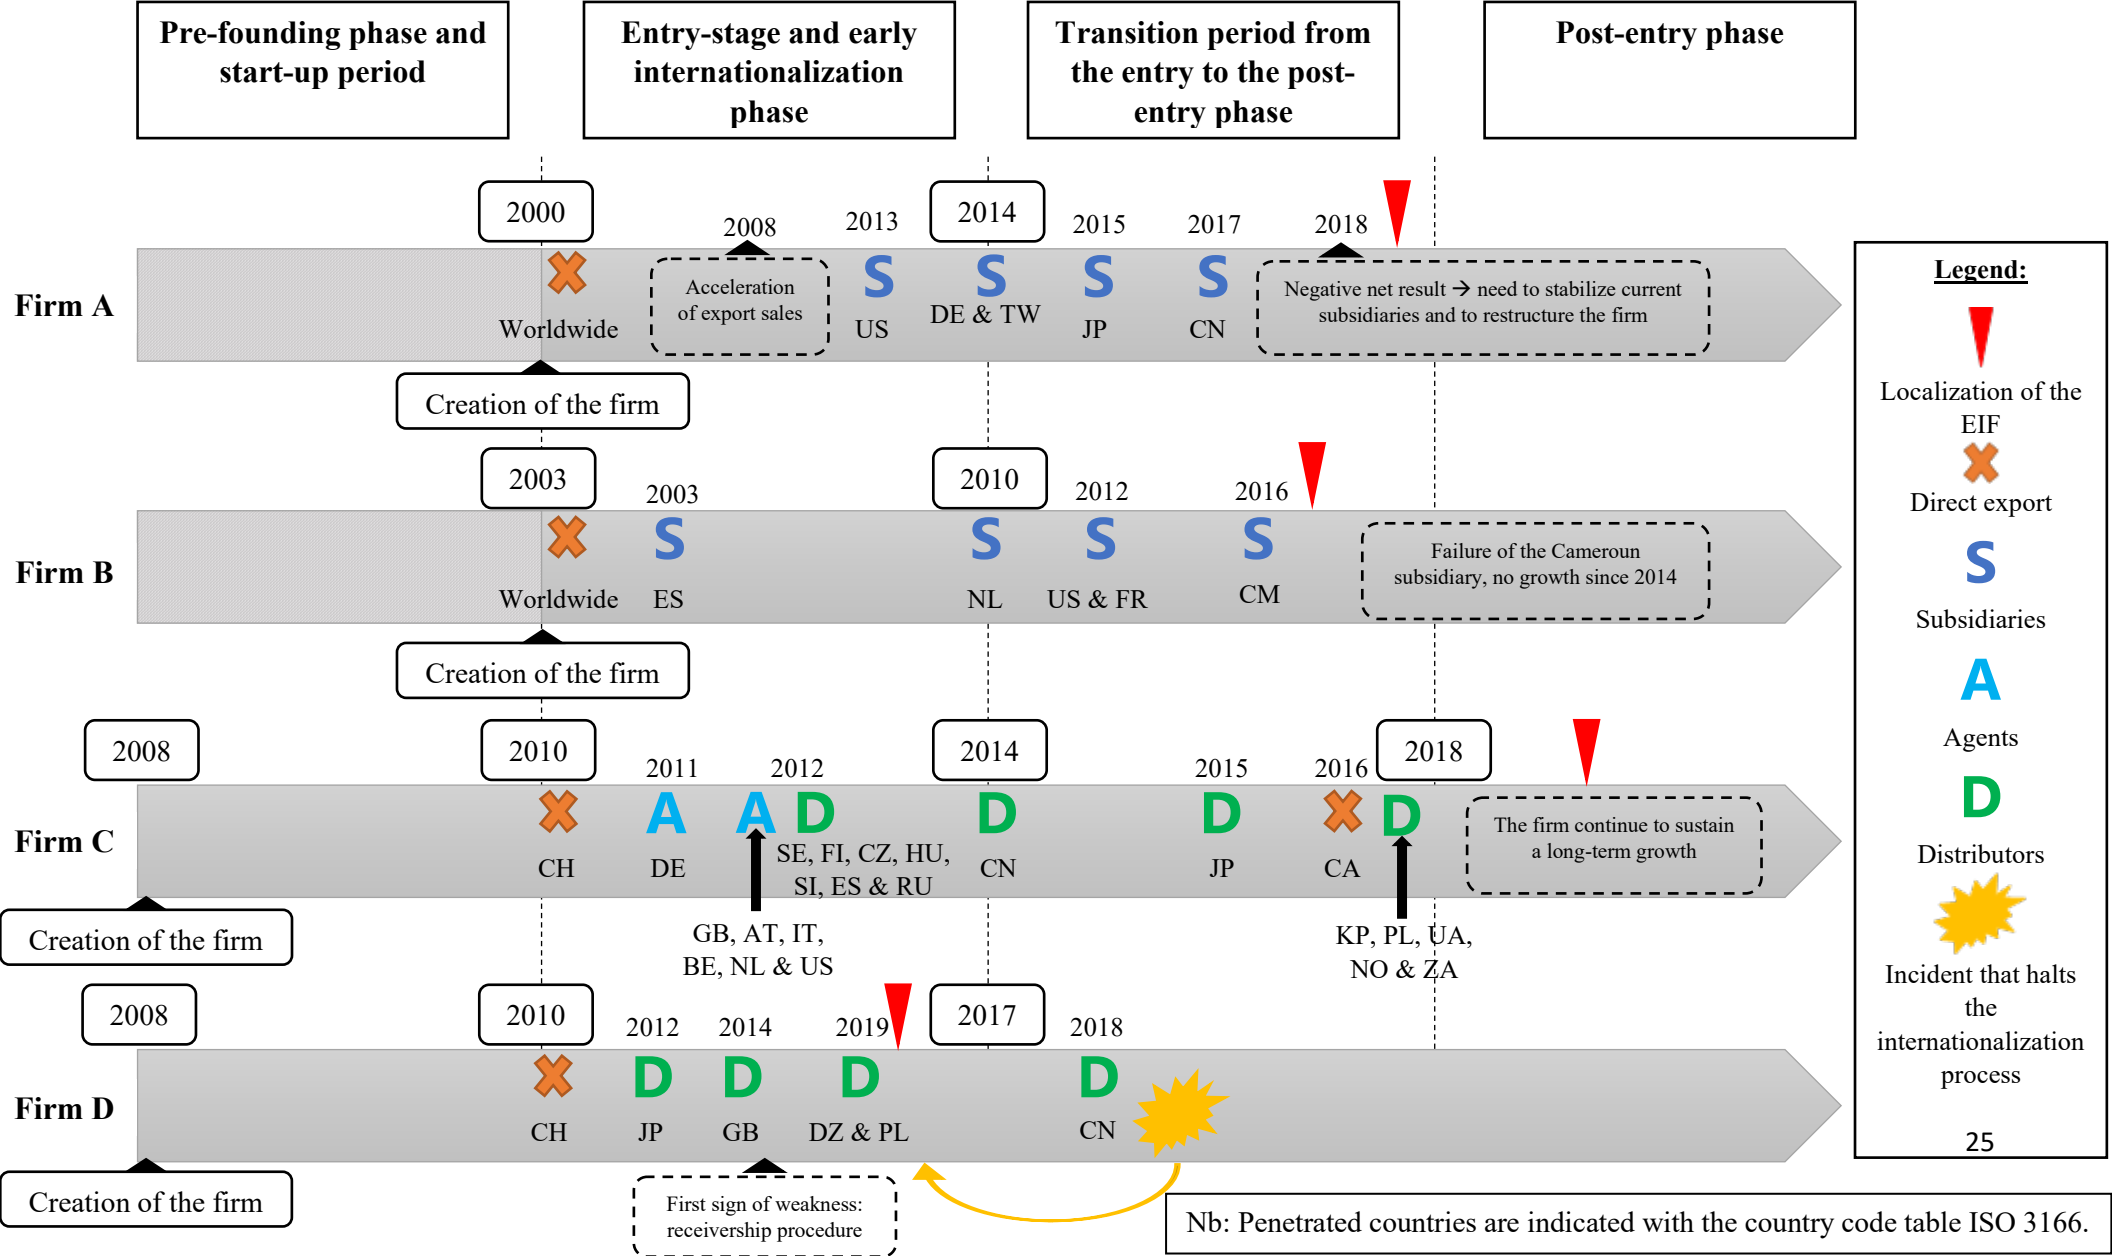 Pre-founding phase and
start-up period
Entry-stage and early
internationalization
phase
Transition period from
the entry to the post-
entry phase
Post-entry phase
2000
2008
2013
2014
2015
2017
2018
Firm A
Worldwide
Acceleration
of export sales
S
US
S
DE & TW
S
JP
S
CN
Negative net result → need to stabilize current
subsidiaries and to restructure the firm
Creation of the firm
2003
2003
2010
2012
2016
Firm B
Worldwide
S
ES
S
NL
S
US & FR
S
CM
Failure of the Cameroun
subsidiary, no growth since 2014
Creation of the firm
2008
2010
2011
2012
2014
2015
2016
2018
Firm C
CH
A
DE
A
D
SE, FI, CZ, HU,
SI, ES & RU
D
CN
D
JP
CA
D
The firm continue to sustain
a long-term growth
Creation of the firm
GB, AT, IT,
BE, NL & US
KP, PL, UA,
NO & ZA
2008
2010
2012
2014
2019
2017
2018
Firm D
CH
D
JP
D
GB
D
DZ & PL
D
CN
Creation of the firm
First sign of weakness:
receivership procedure
Legend:
Localization of the
EIF
Direct export
S
Subsidiaries
A
Agents
D
Distributors
Incident that halts
the
internationalization
process
25
Nb: Penetrated countries are indicated with the country code table ISO 3166.